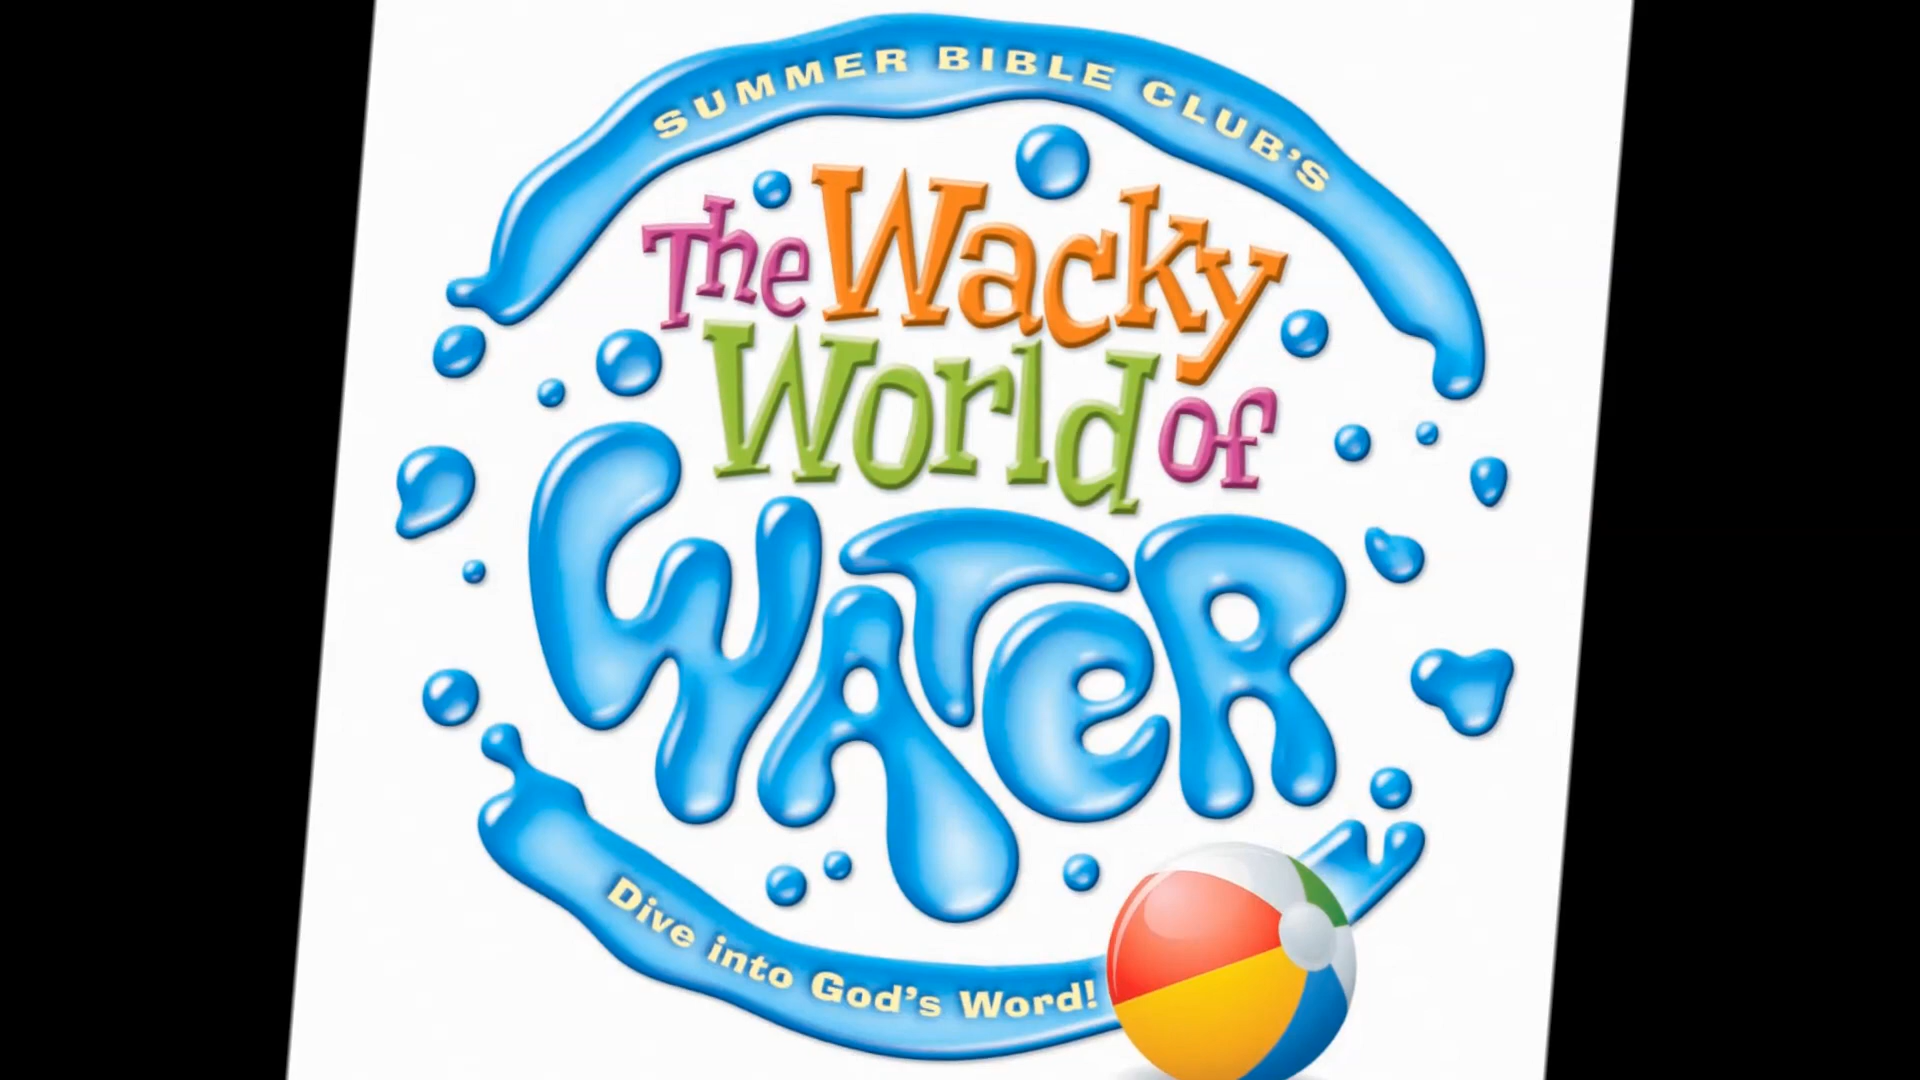 SUMMER BIBLE CLUB'S
The Wacky
World of
WATeR
Dive into God's Word!